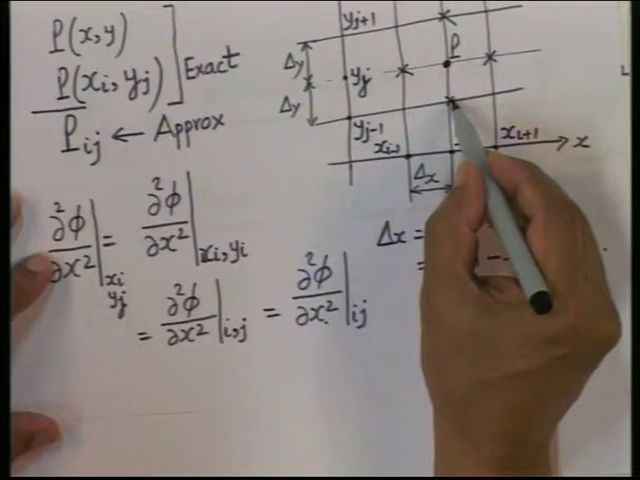 P(x,y)
P(xi, yj)] Exact
Pij ← Approx
∂²φ/∂x²|xi yj = ∂²φ/∂x²|xi,yi
= ∂²φ/∂x²|i,j = ∂²φ/∂x²|ij
yj+1
P
Δy
yj
Δy
yj-1
xi-1
xi+1
x
Δx
Δx =
=